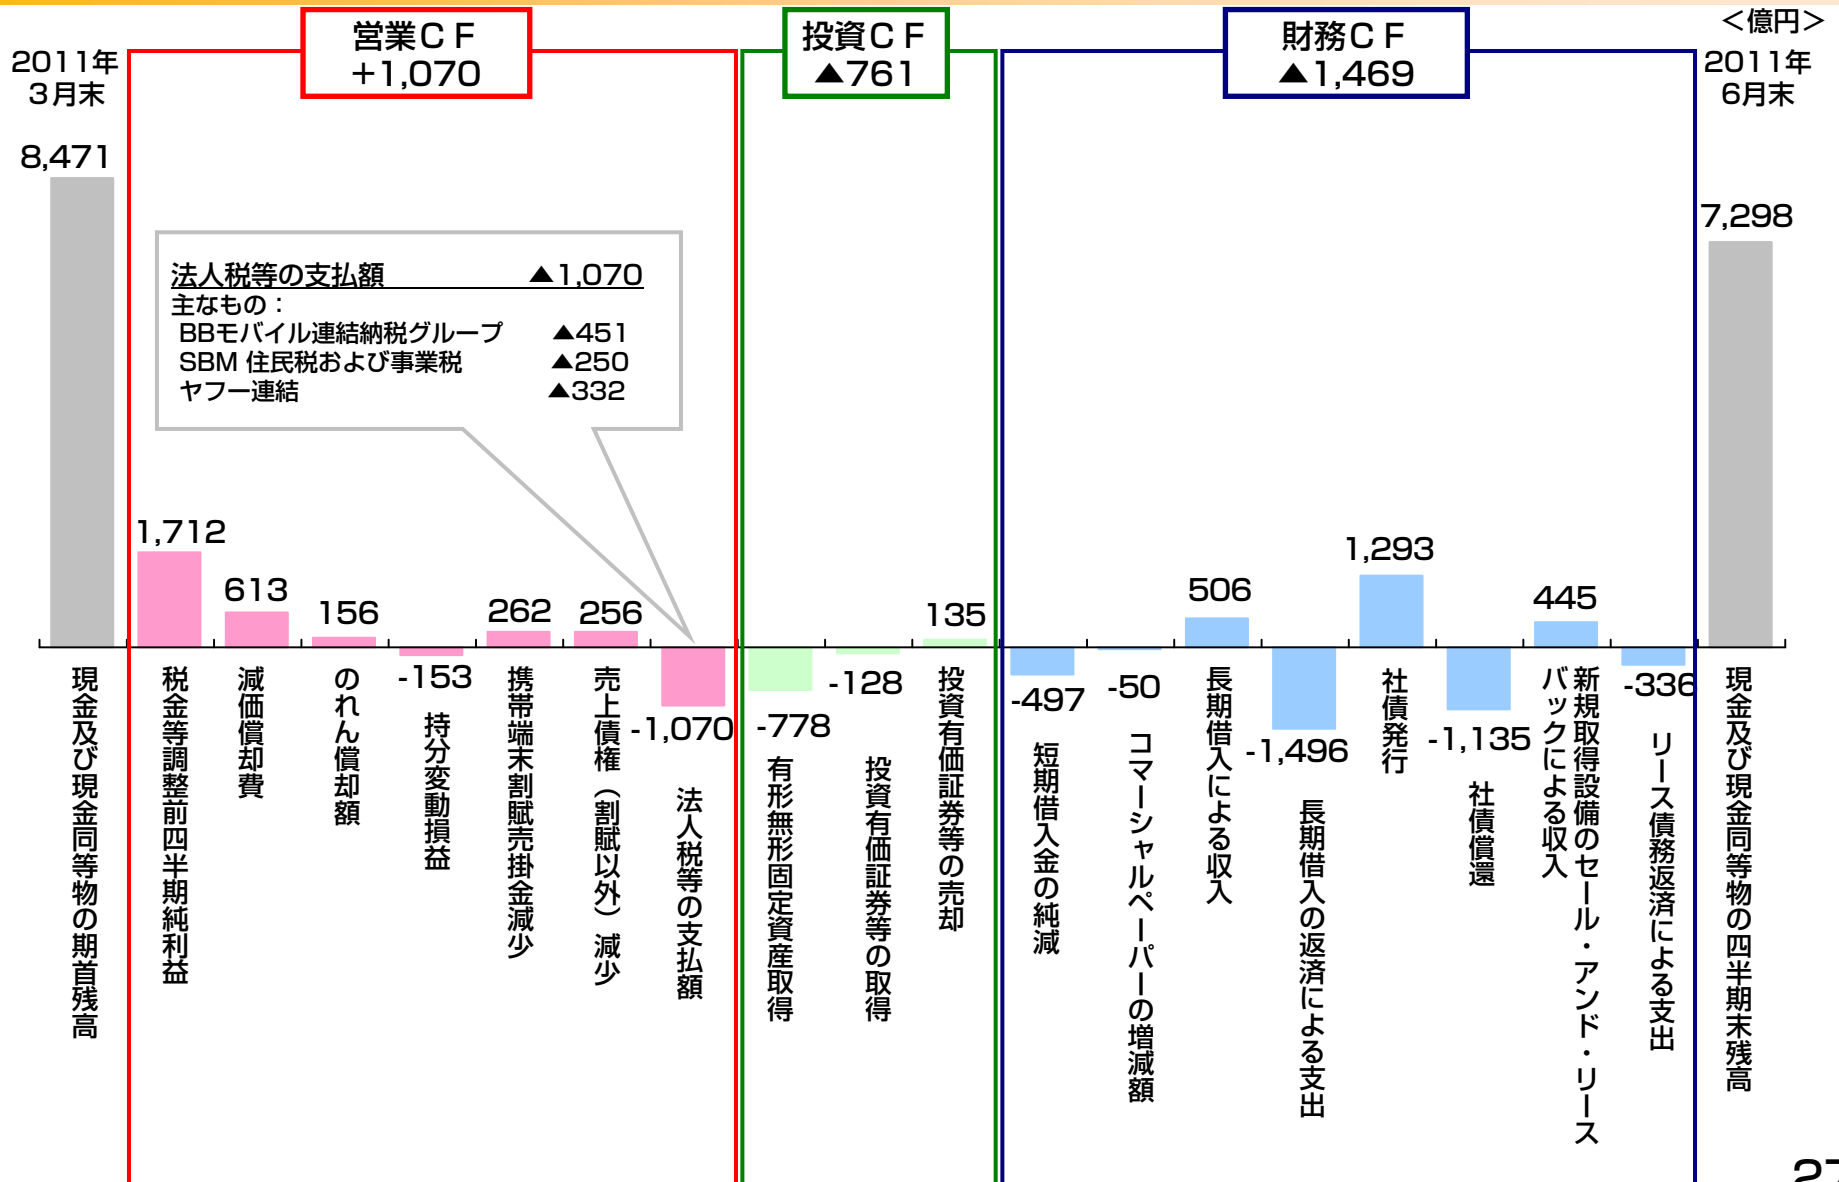 ＜億円＞
2011年
３月末
営業ＣＦ
+1,070
投資ＣＦ
▲761
財務ＣＦ
▲1,469
2011年
6月末
8,471
7,298
法人税等の支払額 ▲1,070
主なもの：
BBモバイル連結納税グループ ▲451
SBM 住民税および事業税 ▲250
ヤフー連結 ▲332
1,712
613
156
-153
262
256
-1,070
-778
-128
135
-497
-50
506
-1,496
1,293
-1,135
445
-336
現金及び現金同等物の期首残高
税金等調整前四半期純利益
減価償却費
のれん償却額
持分変動損益
携帯端末割賦売掛金減少
売上債権（割賦以外）減少
法人税等の支払額
有形無形固定資産取得
投資有価証券等の取得
投資有価証券等の売却
短期借入金の純減
コマーシャルペーパーの増減額
長期借入による収入
長期借入の返済による支出
社債発行
社債償還
新規取得設備のセール・アンド・リース
バックによる収入
リース債務返済による支出
現金及び現金同等物の四半期末残高